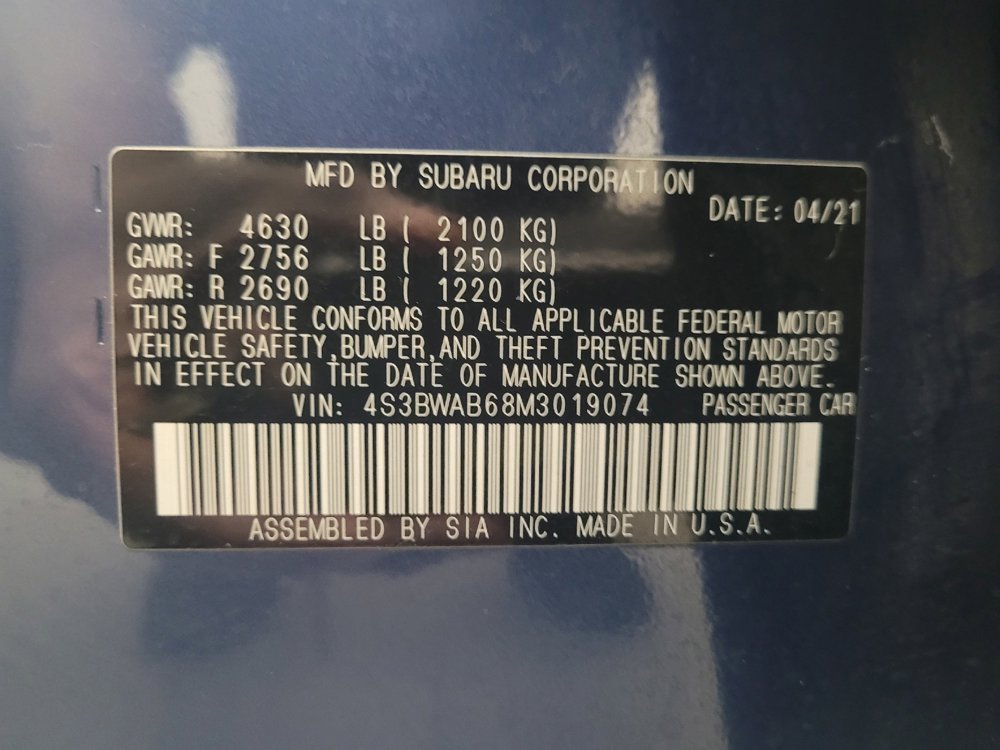 MFD BY SUBARU CORPORATION
DATE: 04/21
GVWR: 4630 LB ( 2100 KG)
GAWR: F 2756 LB ( 1250 KG)
GAWR: R 2690 LB ( 1220 KG)
THIS VEHICLE CONFORMS TO ALL APPLICABLE FEDERAL MOTOR
VEHICLE SAFETY,BUMPER,AND THEFT PREVENTION STANDARDS
IN EFFECT ON THE DATE OF MANUFACTURE SHOWN ABOVE.
VIN: 4S3BWAB68M3019074 PASSENGER CAR
ASSEMBLED BY SIA INC. MADE IN U.S.A.